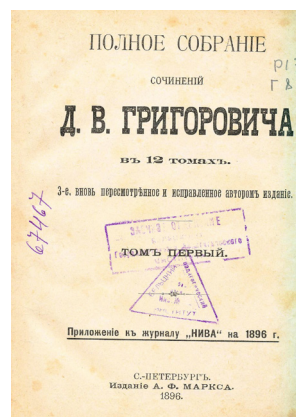 ПОЛНОЕ СОБРАНІЕ
СОЧИНЕНІЙ
Д. В. ГРИГОРОВИЧА
въ 12 томахъ.
3-е, вновь пересмотрѣнное и исправленное авторомъ изданіе.
67467
ТОМЪ ПЕРВЫЙ.
Приложеніе къ журналу „НИВА“ на 1896 г.
С.-ПЕТЕРБУРГЪ.
Изданіе А. Ф. МАРКСА.
1896.